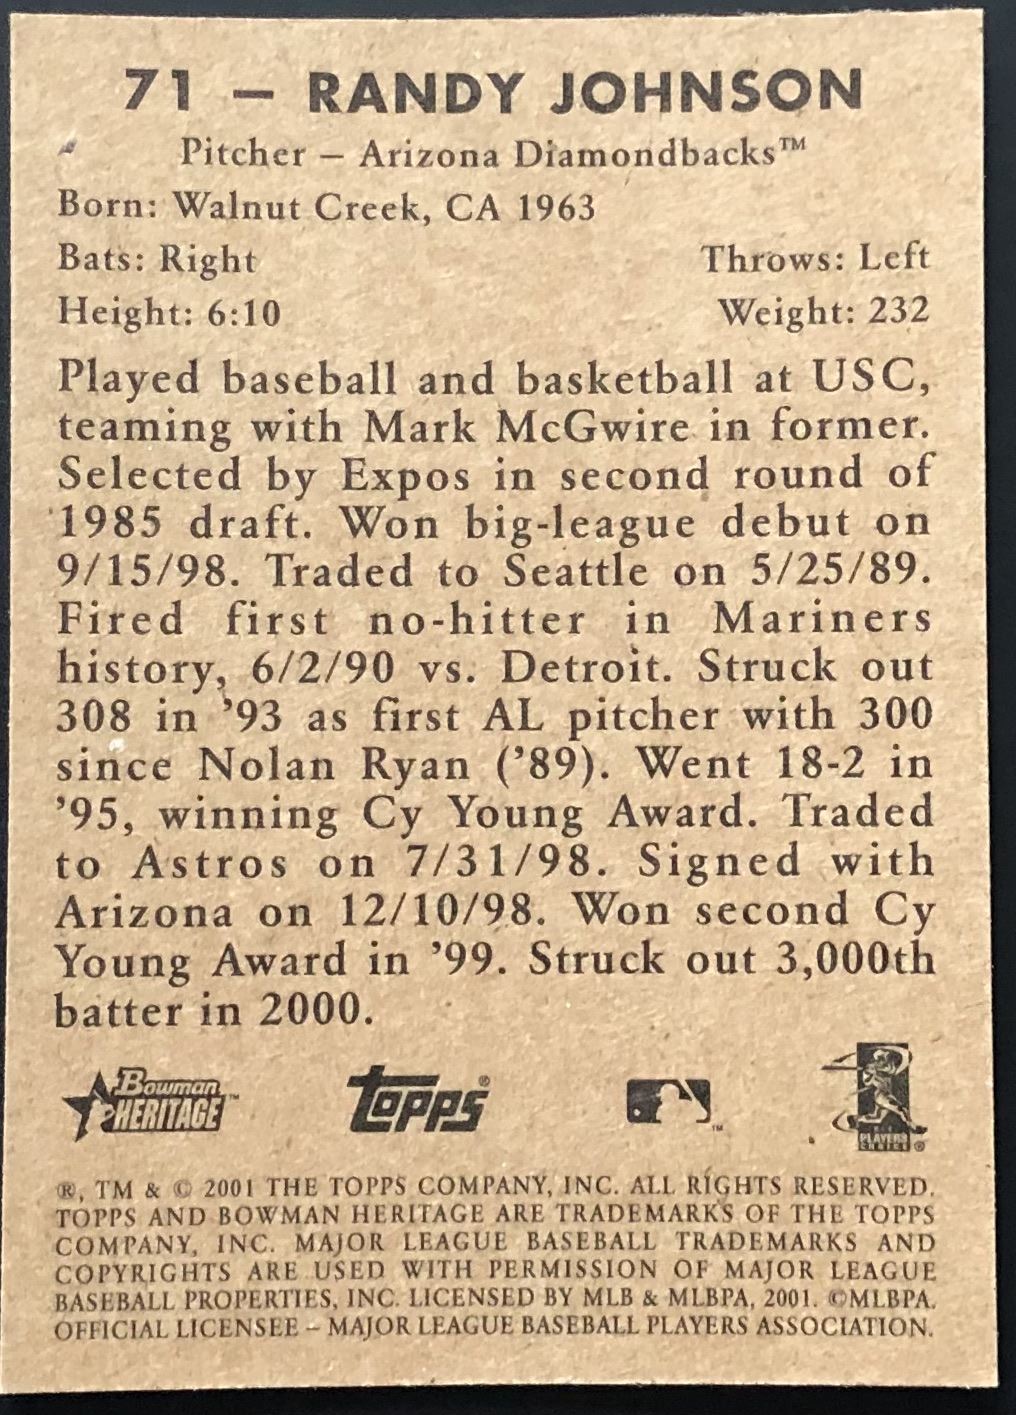 71 – RANDY JOHNSON
Pitcher – Arizona Diamondbacks™
Born: Walnut Creek, CA 1963
Bats: Right Throws: Left
Height: 6:10 Weight: 232
Played baseball and basketball at USC,
teaming with Mark McGwire in former.
Selected by Expos in second round of
1985 draft. Won big-league debut on
9/15/98. Traded to Seattle on 5/25/89.
Fired first no-hitter in Mariners
history, 6/2/90 vs. Detroit. Struck out
308 in ’93 as first AL pitcher with 300
since Nolan Ryan (’89). Went 18-2 in
’95, winning Cy Young Award. Traded
to Astros on 7/31/98. Signed with
Arizona on 12/10/98. Won second Cy
Young Award in ’99. Struck out 3,000th
batter in 2000.
Bowman HERITAGE™ Topps® ™ PLAYERS CHOICE®
®, TM & © 2001 THE TOPPS COMPANY, INC. ALL RIGHTS RESERVED.
TOPPS AND BOWMAN HERITAGE ARE TRADEMARKS OF THE TOPPS
COMPANY, INC. MAJOR LEAGUE BASEBALL TRADEMARKS AND
COPYRIGHTS ARE USED WITH PERMISSION OF MAJOR LEAGUE
BASEBALL PROPERTIES, INC. LICENSED BY MLB & MLBPA, 2001. ©MLBPA.
OFFICIAL LICENSEE – MAJOR LEAGUE BASEBALL PLAYERS ASSOCIATION.